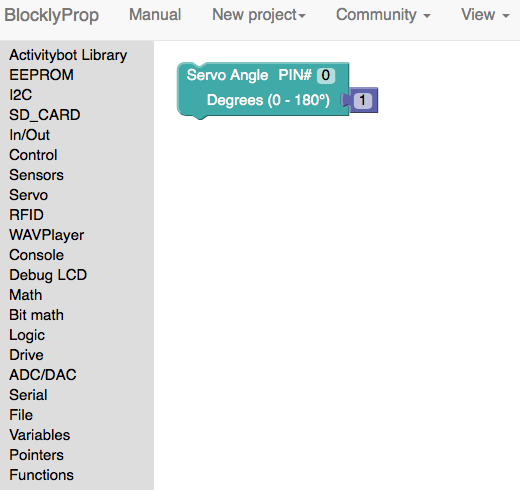 BlocklyProp Manual New project Community View
Activitybot Library
EEPROM
I2C
SD_CARD
In/Out
Control
Sensors
Servo
RFID
WAVPlayer
Console
Debug LCD
Math
Bit math
Logic
Drive
ADC/DAC
Serial
File
Variables
Pointers
Functions
Servo Angle PIN# 0
Degrees (0 - 180°) 1